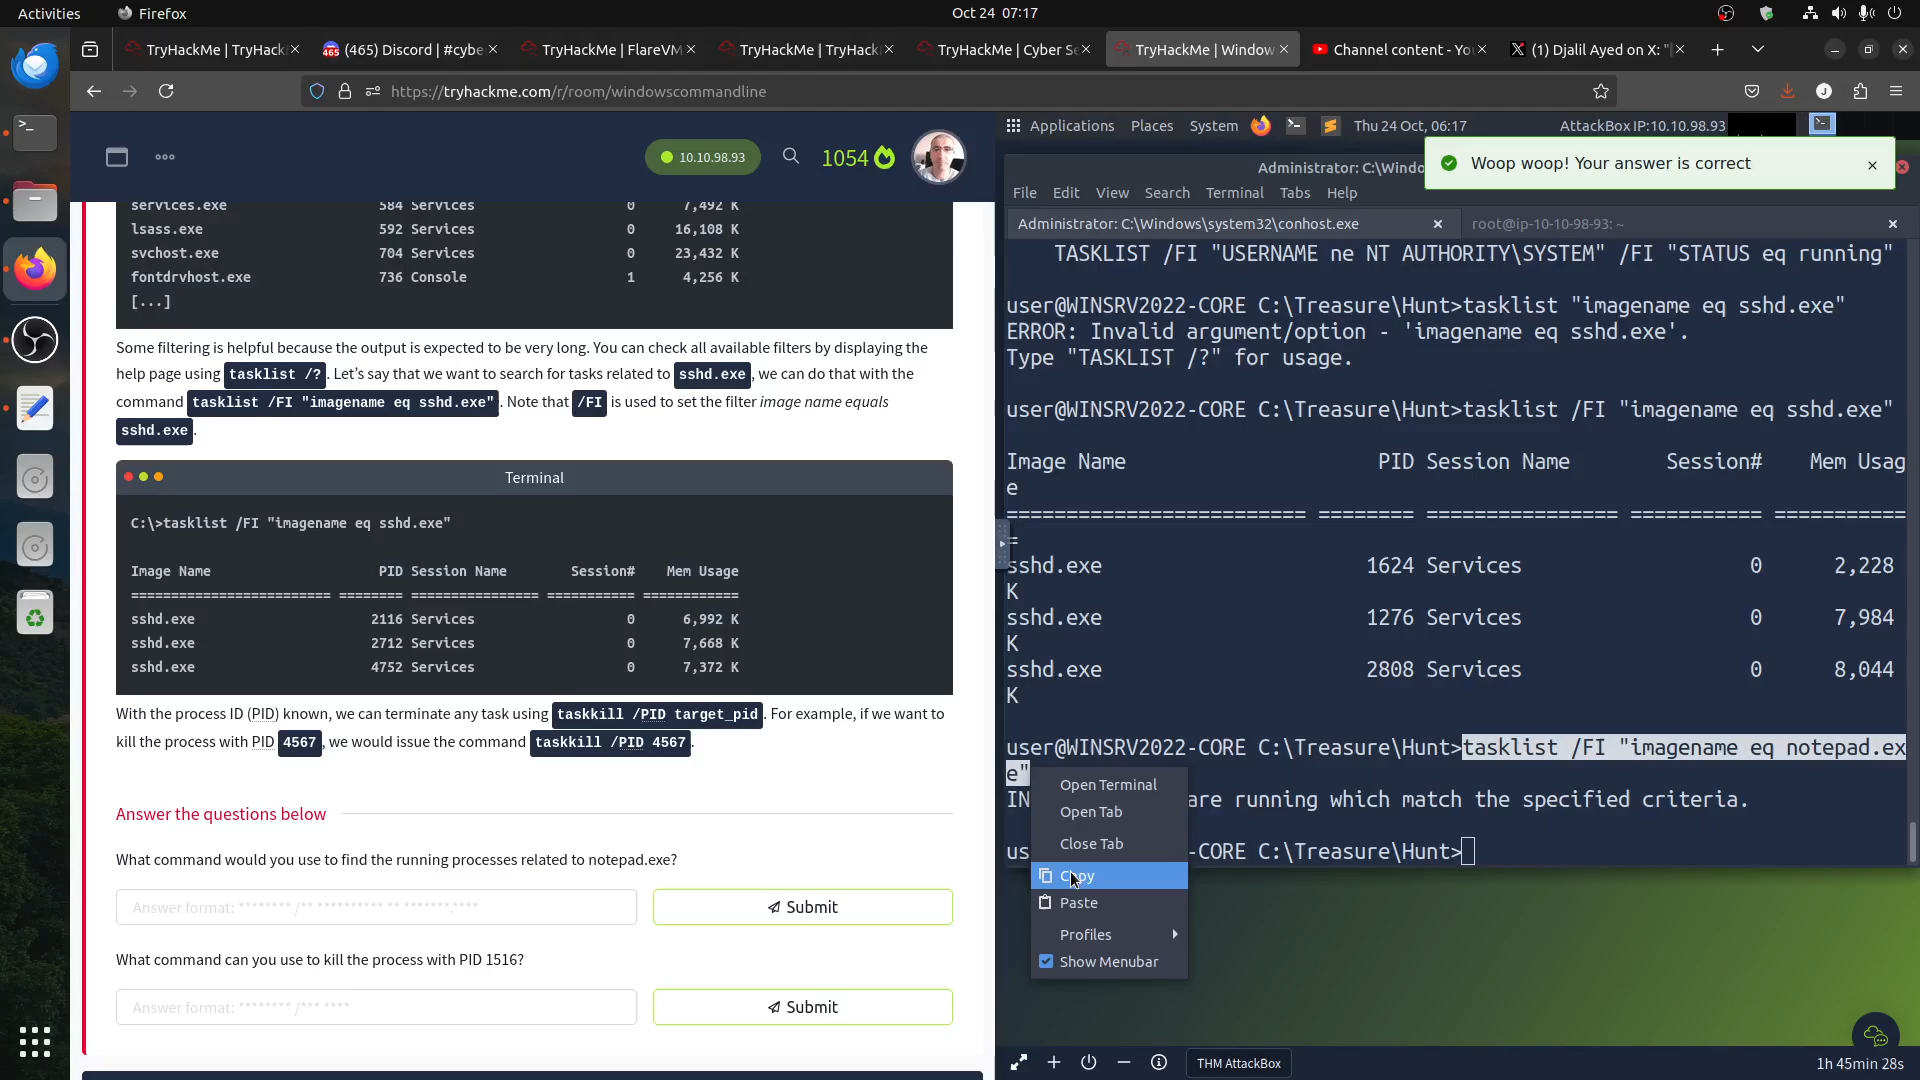 Activities
Firefox
Oct 24 07:17
TryHackMe | TryHack
(465) Discord | #cybe
TryHackMe | FlareVM
TryHackMe | TryHack
TryHackMe | Cyber Se
TryHackMe | Window
Channel content - You
(1) Djalil Ayed on X: "
https://tryhackme.com/r/room/windowscommandline
10.10.98.93
1054
services.exe 584 Services 0 7,492 K
lsass.exe 592 Services 0 16,108 K
svchost.exe 704 Services 0 23,432 K
fontdrvhost.exe 736 Console 1 4,256 K
[...]
Some filtering is helpful because the output is expected to be very long. You can check all available filters by displaying the
help page using tasklist /?. Let's say that we want to search for tasks related to sshd.exe, we can do that with the
command tasklist /FI "imagename eq sshd.exe". Note that /FI is used to set the filter image name equals
sshd.exe.
Terminal
C:\>tasklist /FI "imagename eq sshd.exe"
Image Name PID Session Name Session# Mem Usage
========================= ======== ================ =========== ============
sshd.exe 2116 Services 0 6,992 K
sshd.exe 2712 Services 0 7,668 K
sshd.exe 4752 Services 0 7,372 K
With the process ID (PID) known, we can terminate any task using taskkill /PID target_pid. For example, if we want to
kill the process with PID 4567, we would issue the command taskkill /PID 4567.
Answer the questions below
What command would you use to find the running processes related to notepad.exe?
Answer format: ******** /** ********** ** *******.****
Submit
What command can you use to kill the process with PID 1516?
Answer format: ******** /*** ****
Submit
Applications Places System
Thu 24 Oct, 06:17
AttackBox IP:10.10.98.93
Administrator: C:\Windo
Woop woop! Your answer is correct
File Edit View Search Terminal Tabs Help
Administrator: C:\Windows\system32\conhost.exe
root@ip-10-10-98-93: ~
TASKLIST /FI "USERNAME ne NT AUTHORITY\SYSTEM" /FI "STATUS eq running"
user@WINSRV2022-CORE C:\Treasure\Hunt>tasklist "imagename eq sshd.exe"
ERROR: Invalid argument/option - 'imagename eq sshd.exe'.
Type "TASKLIST /?" for usage.
user@WINSRV2022-CORE C:\Treasure\Hunt>tasklist /FI "imagename eq sshd.exe"
Image Name PID Session Name Session# Mem Usag
e
========================= ======== ================ =========== ===========
=
sshd.exe 1624 Services 0 2,228
K
sshd.exe 1276 Services 0 7,984
K
sshd.exe 2808 Services 0 8,044
K
user@WINSRV2022-CORE C:\Treasure\Hunt>tasklist /FI "imagename eq notepad.ex
e"
IN are running which match the specified criteria.
us -CORE C:\Treasure\Hunt>
Open Terminal
Open Tab
Close Tab
Copy
Paste
Profiles
Show Menubar
THM AttackBox
1h 45min 28s